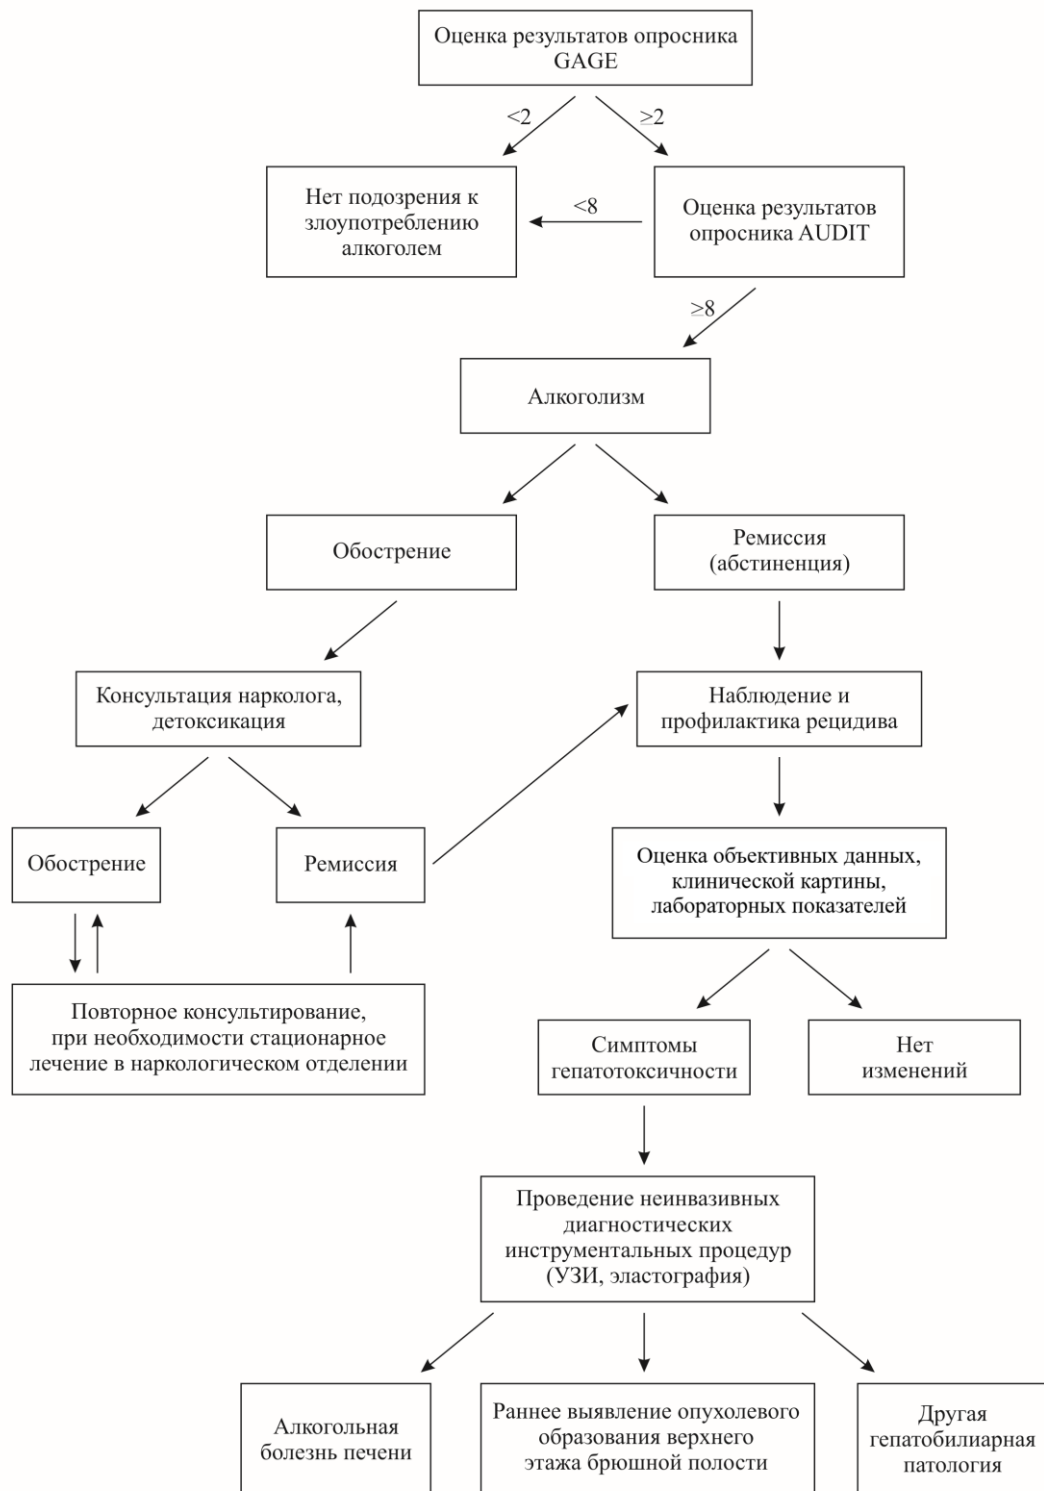 Оценка результатов опросника
GAGE
<2
≥2
Нет подозрения к
злоупотреблению
алкоголем
<8
Оценка результатов
опросника AUDIT
≥8
Алкоголизм
Обострение
Ремиссия
(абстиненция)
Консультация нарколога,
детоксикация
Наблюдение и
профилактика рецидива
Обострение
Ремиссия
Оценка объективных данных,
клинической картины,
лабораторных показателей
Повторное консультирование,
при необходимости стационарное
лечение в наркологическом отделении
Симптомы
гепатотоксичности
Нет
изменений
Проведение неинвазивных
диагностических
инструментальных процедур
(УЗИ, эластография)
Алкогольная
болезнь печени
Раннее выявление опухолевого
образования верхнего
этажа брюшной полости
Другая
гепатобилиарная
патология